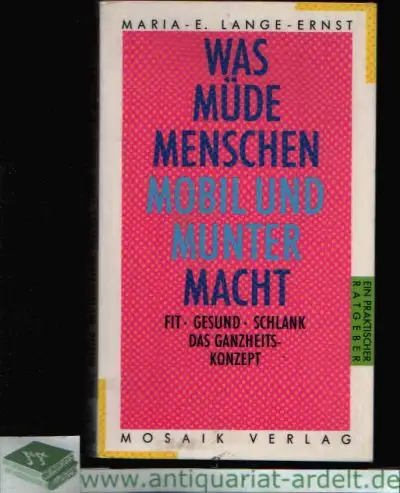 MARIA-E. LANGE-ERNST
WAS
MÜDE
MENSCHEN
MOBIL UND
MUNTER
MACHT
FIT · GESUND · SCHLANK
DAS GANZHEITS-
KONZEPT
EIN PRAKTISCHER
RATGEBER
MOSAIK VERLAG
www.antiquariat-ardelt.de